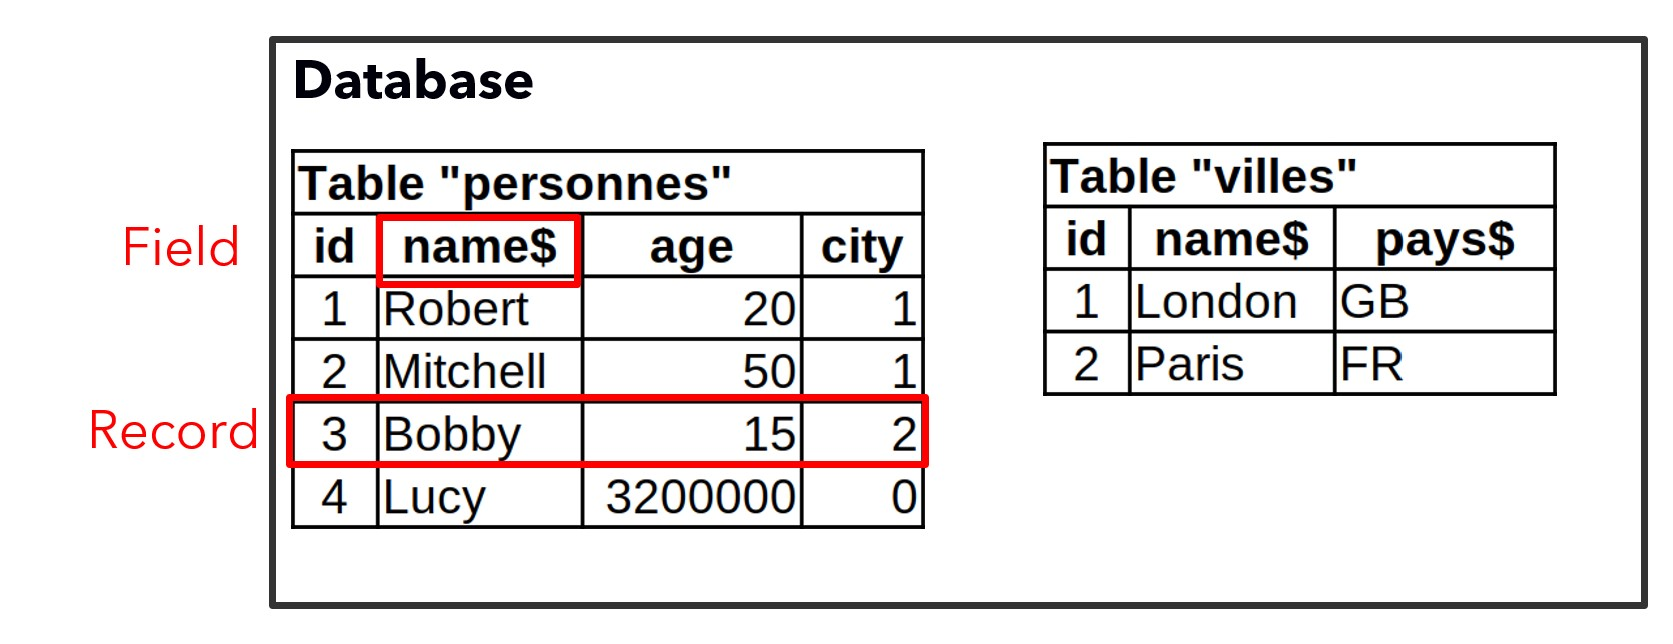 Database
Table "personnes"
Field
id name$ age city
1 Robert 20 1
2 Mitchell 50 1
Record
3 Bobby 15 2
4 Lucy 3200000 0
Table "villes"
id name$ pays$
1 London GB
2 Paris FR